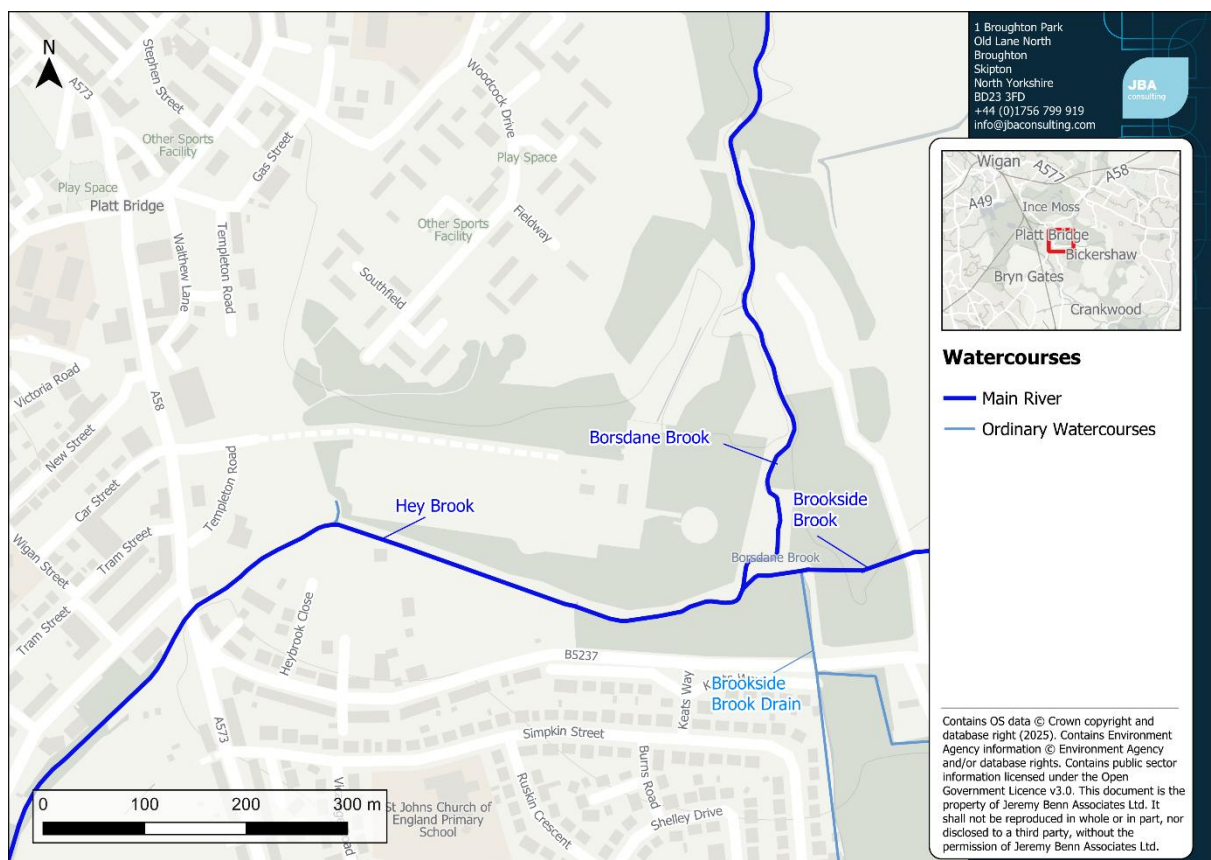 N
A573
Stephen Street
Woodcock Drive
Other Sports
Facility
Gas Street
Play Space
Play Space
Platt Bridge
Templeton Road
Walthew Lane
Other Sports
Facility
Fieldway
Southfield
Victoria Road
A58
New Street
Borsdane Brook
Car Street
Templeton Road
Brookside
Brook
Hey Brook
Wigan Street
Tram Street
Borsdane Brook
Tram Street
Heybrook Close
B5237
Keats Way
Brookside
Brook Drain
A573
Simpkin Street
Burns Road
Ruskin Crescent
St Johns Church of
England Primary
School
Shelley Drive
0 100 200 300 m
1 Broughton Park
Old Lane North
Broughton
Skipton
North Yorkshire
BD23 3FD
+44 (0)1756 799 919
info@jbaconsulting.com
JBA
consulting
Wigan
A577
A58
A49
Ince Moss
Platt Bridge
Bickershaw
Bryn Gates
Crankwood
Watercourses
Main River
Ordinary Watercourses
Contains OS data © Crown copyright and
database right (2025). Contains Environment
Agency information © Environment Agency
and/or database rights. Contains public sector
information licensed under the Open
Government Licence v3.0. This document is the
property of Jeremy Benn Associates Ltd. It
shall not be reproduced in whole or in part, nor
disclosed to a third party, without the
permission of Jeremy Benn Associates Ltd.